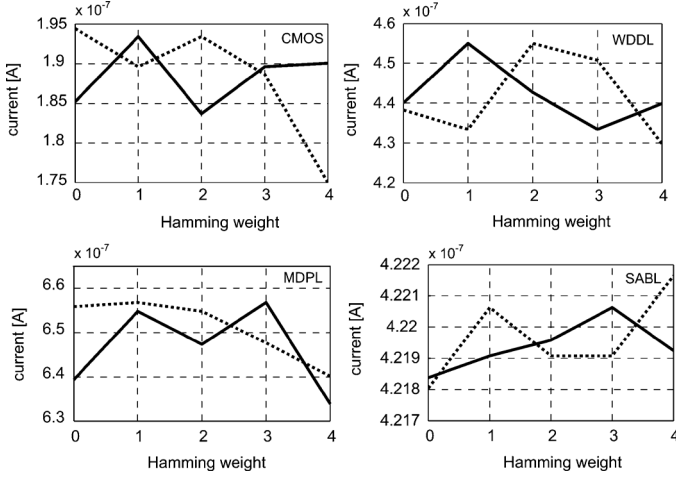 x 10⁻⁷
1.95
1.9
1.85
1.8
1.75
current [A]
CMOS
0 1 2 3 4
Hamming weight
x 10⁻⁷
4.6
4.5
4.4
4.3
4.2
current [A]
WDDL
0 1 2 3 4
Hamming weight
x 10⁻⁷
6.6
6.5
6.4
6.3
current [A]
MDPL
0 1 2 3 4
Hamming weight
x 10⁻⁷
4.222
4.221
4.22
4.219
4.218
4.217
current [A]
SABL
0 1 2 3 4
Hamming weight